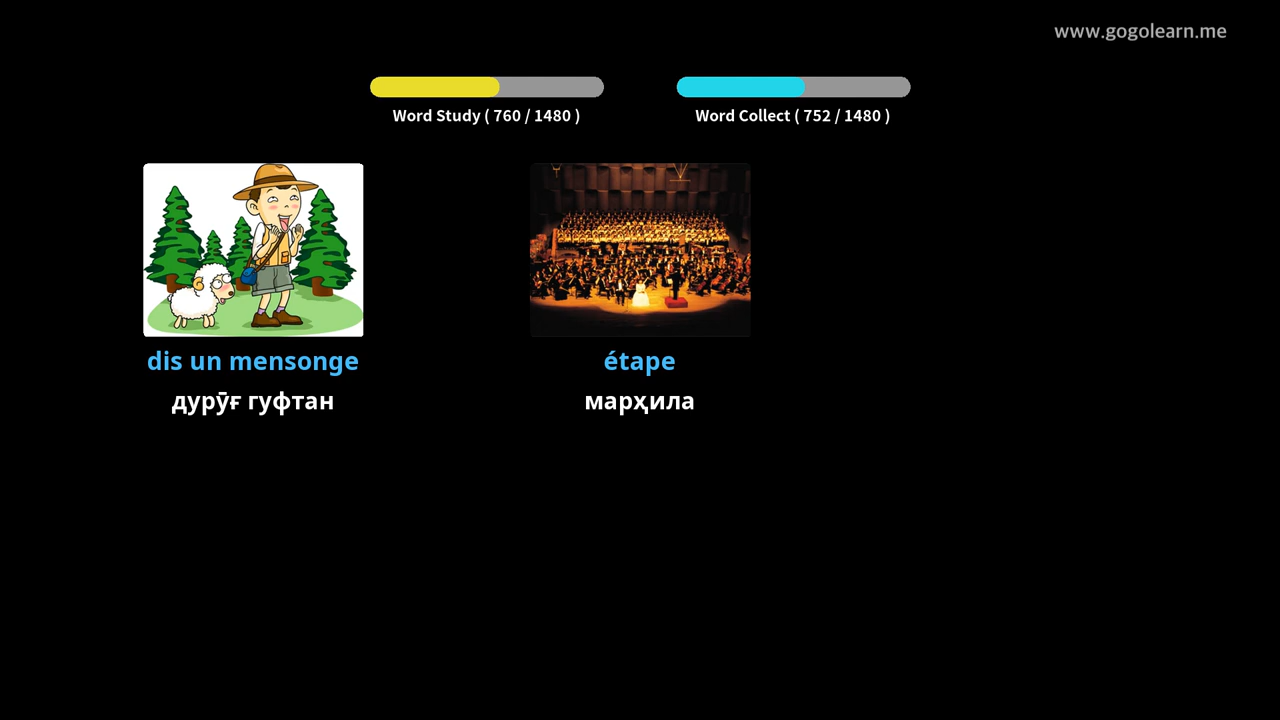 www.gogolearn.me
Word Study ( 760 / 1480 )
Word Collect ( 752 / 1480 )
dis un mensonge
дурӯғ гуфтан
étape
марҳила